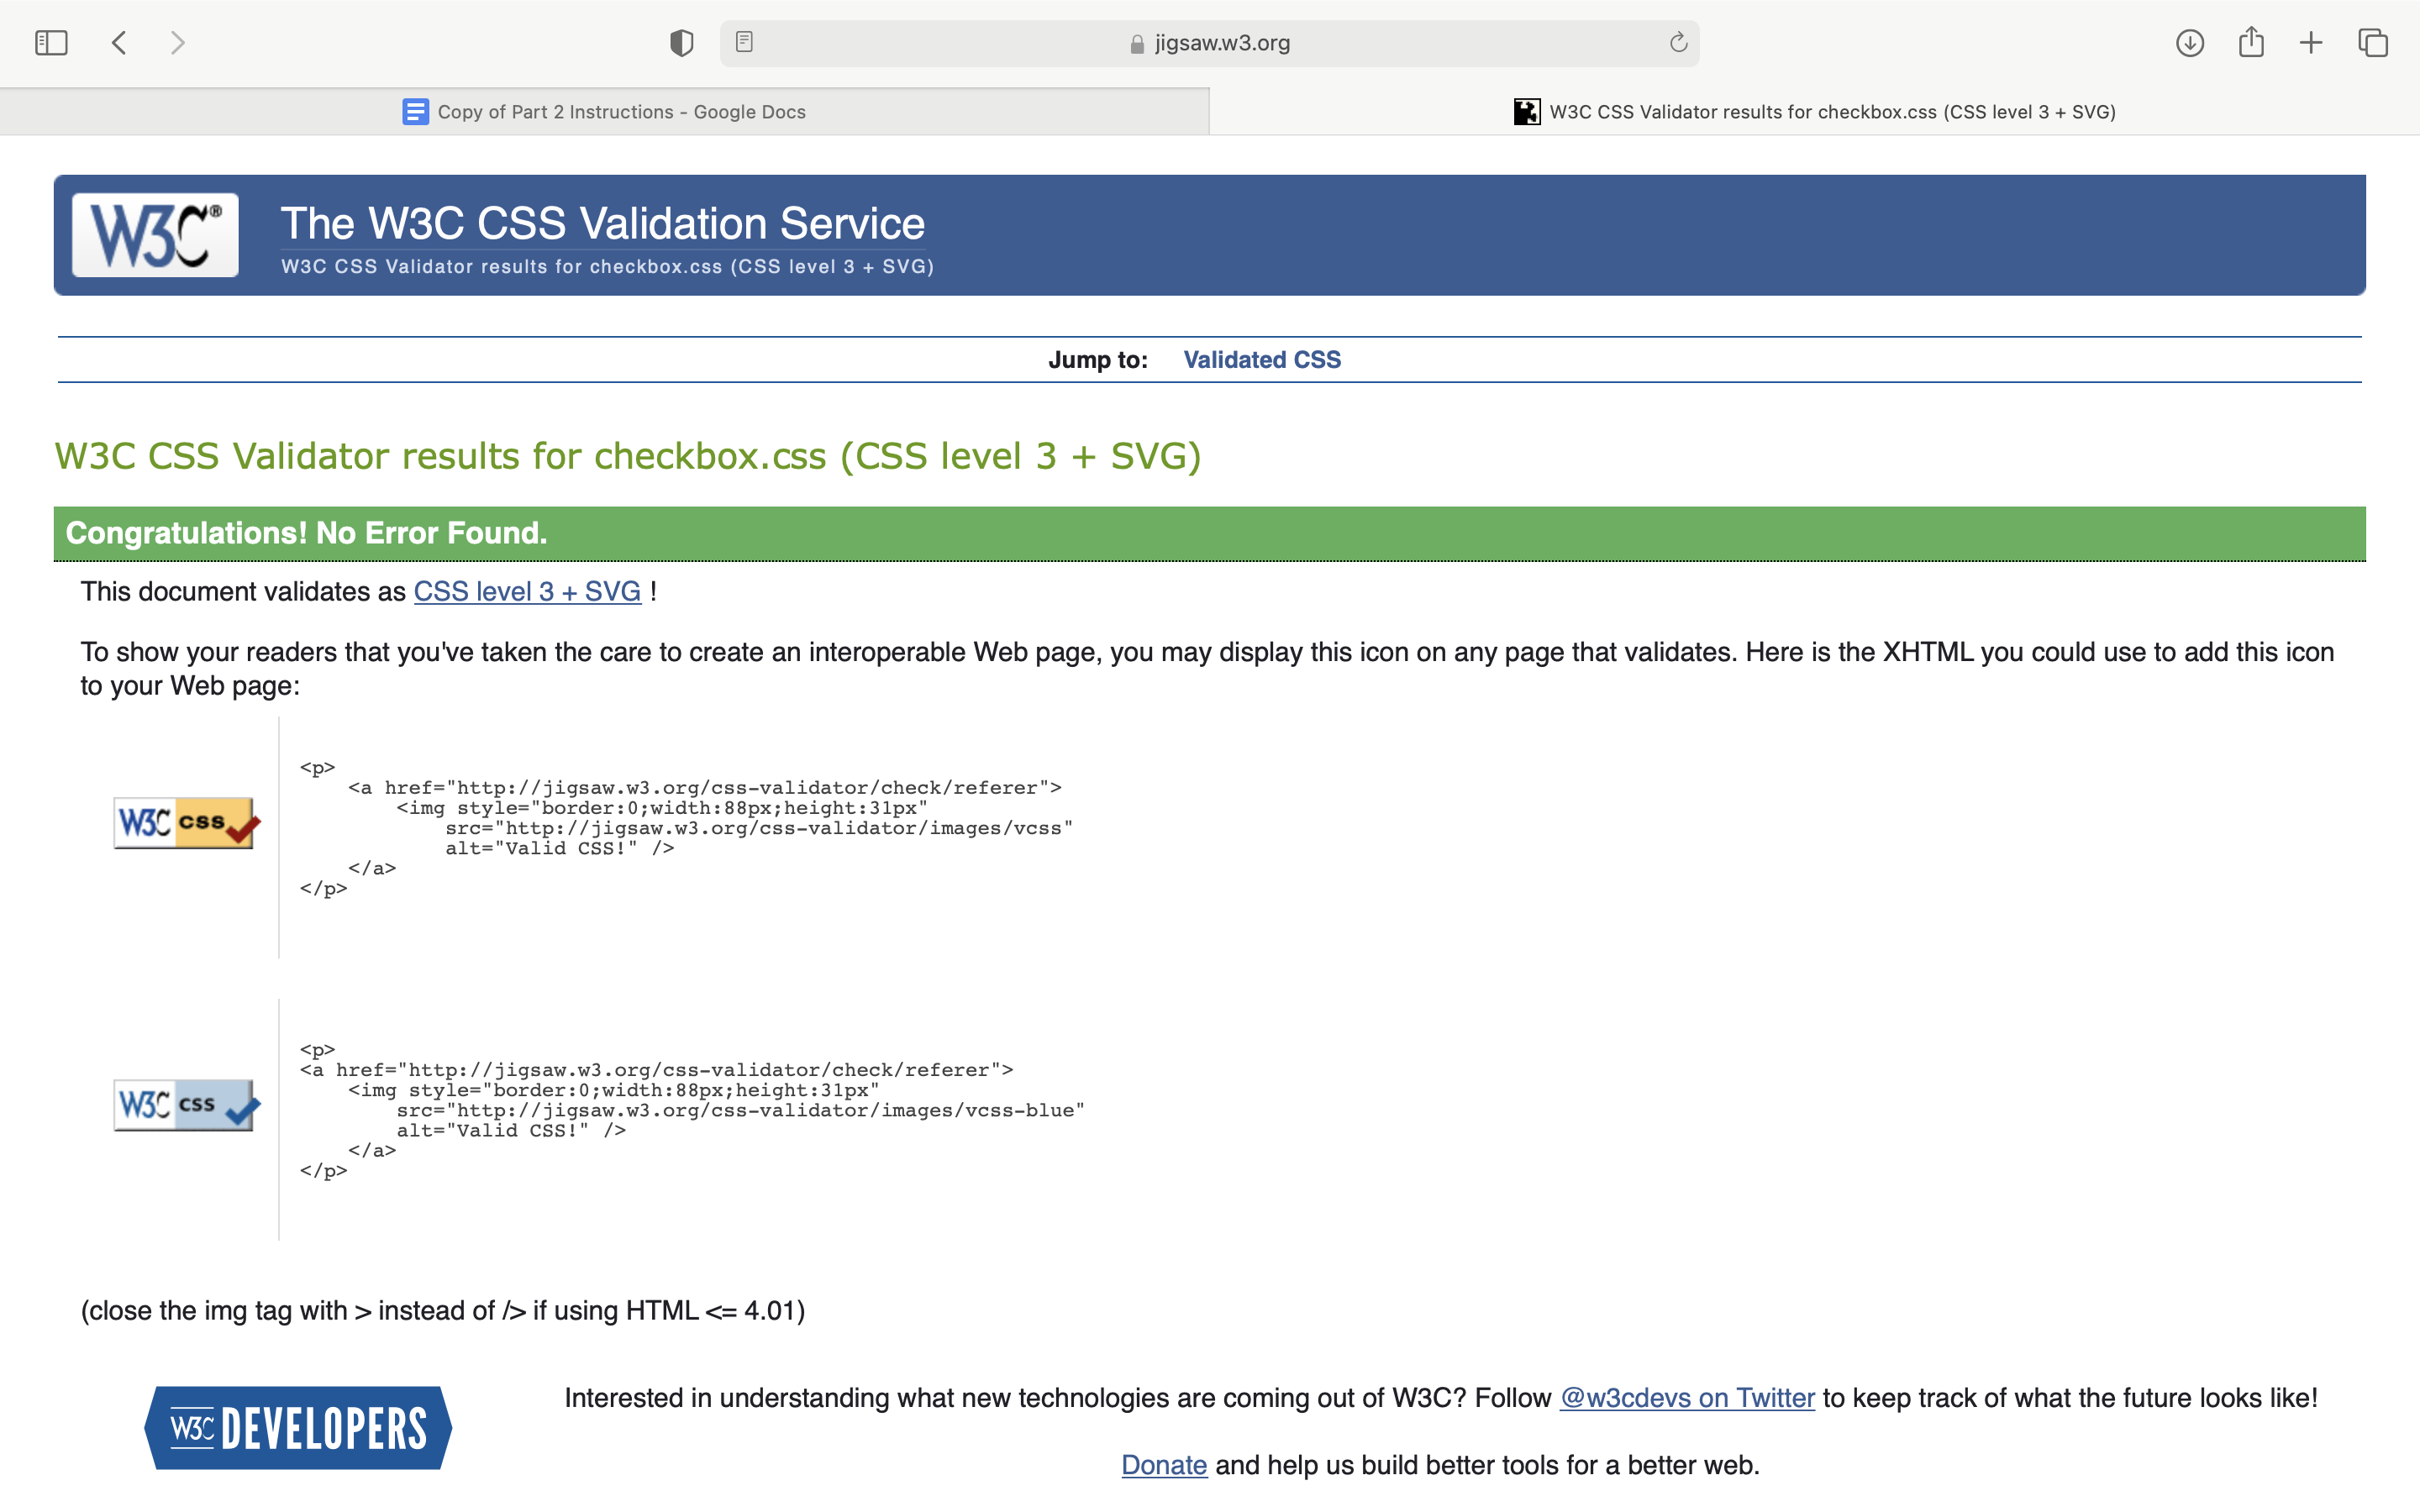 jigsaw.w3.org
Copy of Part 2 Instructions - Google Docs
W3C CSS Validator results for checkbox.css (CSS level 3 + SVG)
W3C®
The W3C CSS Validation Service
W3C CSS Validator results for checkbox.css (CSS level 3 + SVG)
Jump to: Validated CSS
W3C CSS Validator results for checkbox.css (CSS level 3 + SVG)
Congratulations! No Error Found.
This document validates as CSS level 3 + SVG !
To show your readers that you've taken the care to create an interoperable Web page, you may display this icon on any page that validates. Here is the XHTML you could use to add this icon
to your Web page:
W3C css
<p>
    <a href="http://jigsaw.w3.org/css-validator/check/referer">
        <img style="border:0;width:88px;height:31px"
            src="http://jigsaw.w3.org/css-validator/images/vcss"
            alt="Valid CSS!" />
    </a>
</p>
W3C css
<p>
<a href="http://jigsaw.w3.org/css-validator/check/referer">
    <img style="border:0;width:88px;height:31px"
        src="http://jigsaw.w3.org/css-validator/images/vcss-blue"
        alt="Valid CSS!" />
    </a>
</p>
(close the img tag with > instead of /> if using HTML <= 4.01)
W3C DEVELOPERS
Interested in understanding what new technologies are coming out of W3C? Follow @w3cdevs on Twitter to keep track of what the future looks like!
Donate and help us build better tools for a better web.